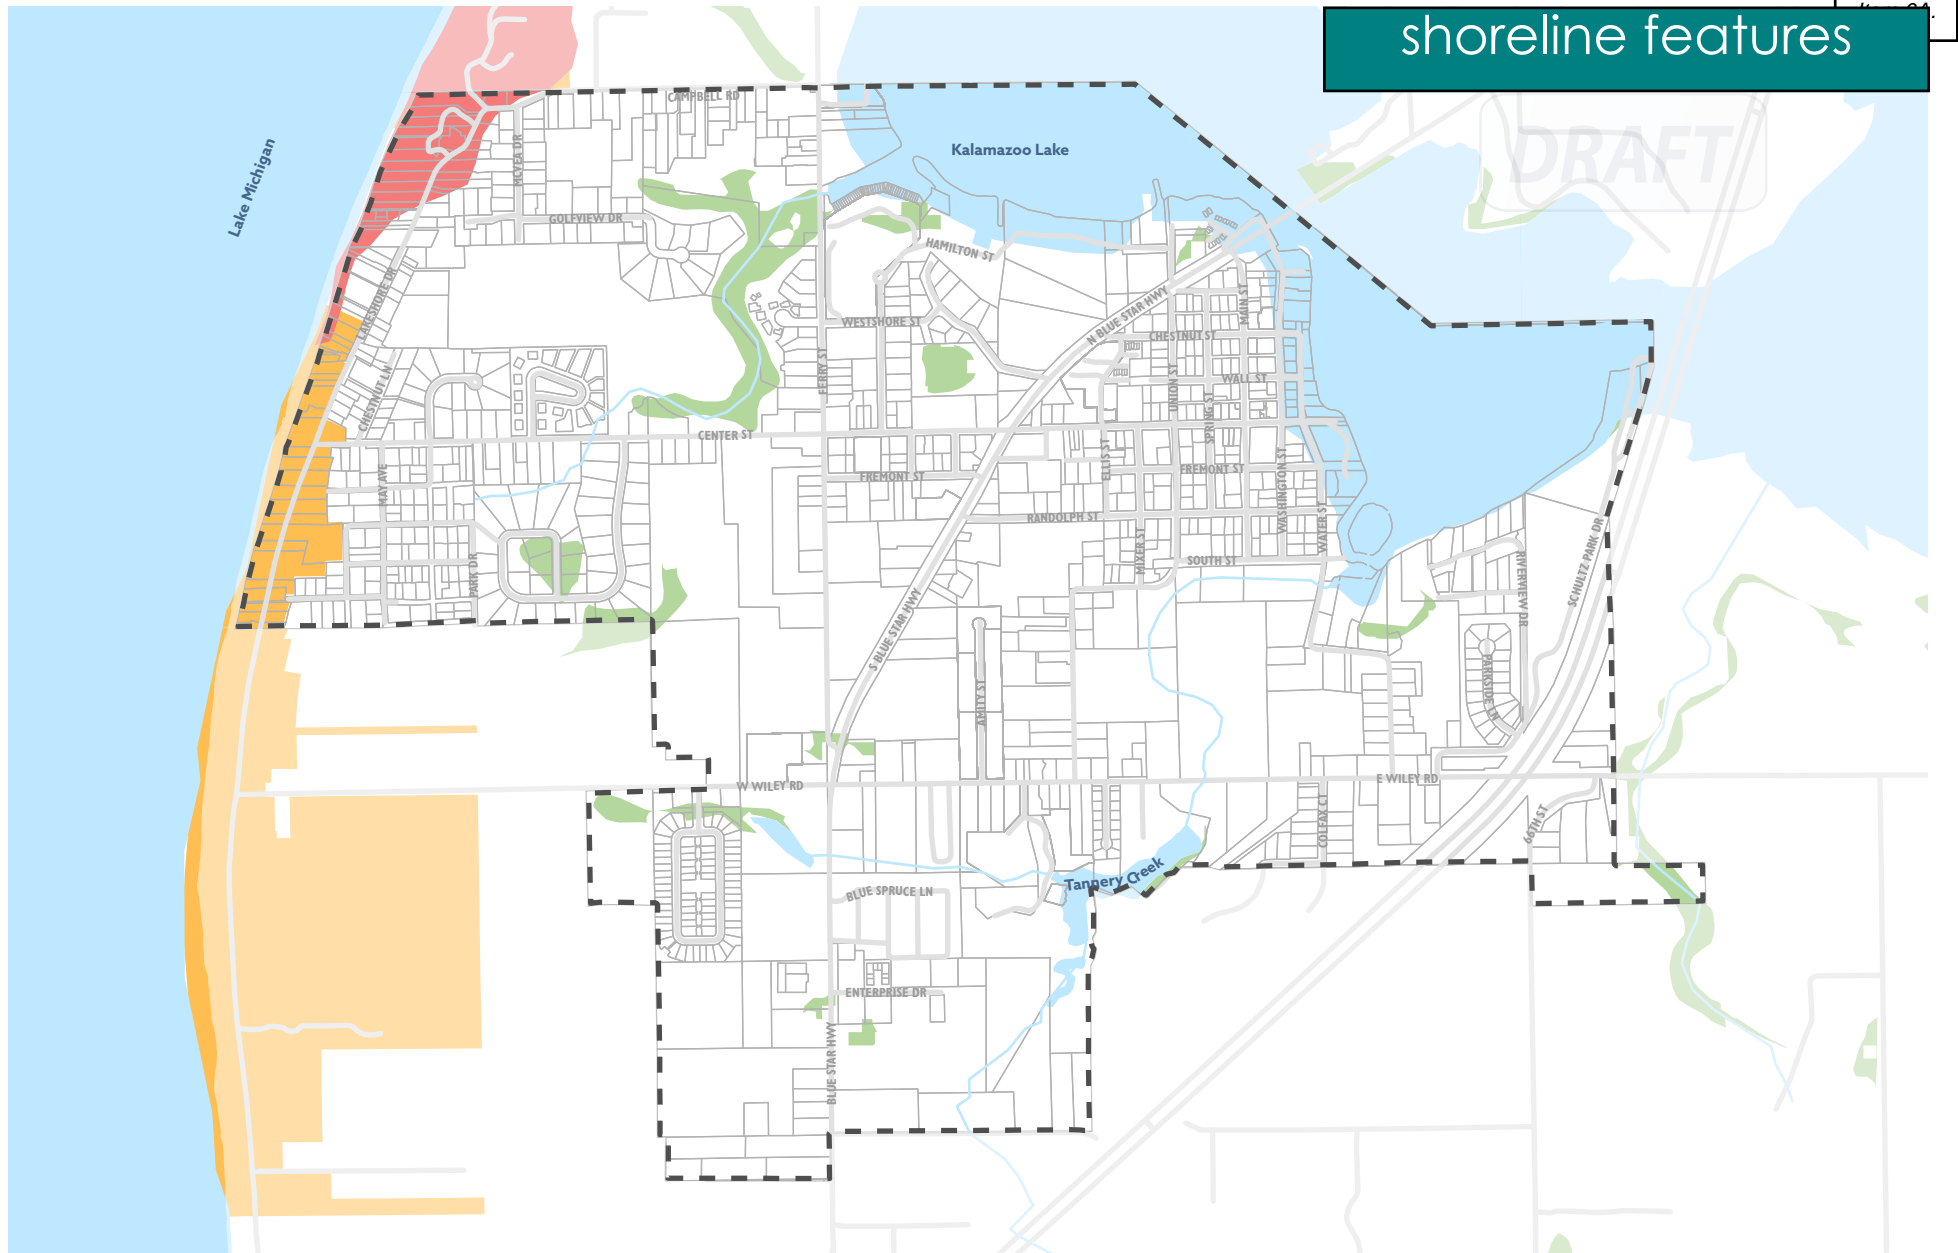 Item 9A.
shoreline features
DRAFT
CAMPBELL RD
Kalamazoo Lake
Lake Michigan
MCVEA DR
GOLFVIEW DR
HAMILTON ST
LAKESHORE DR
N BLUE STAR HWY
MAIN ST
WESTSHORE ST
CHESTNUT ST
FERRY ST
CHESTNUT LN
UNION ST
WALL ST
SPRING ST
CENTER ST
ELLIS ST
FREMONT ST
FREMONT ST
MAY AVE
WASHINGTON ST
RANDOLPH ST
WATER ST
MIXER ST
SOUTH ST
PARK DR
RIVERVIEW DR
SCHULTZ PARK DR
S BLUE STAR HWY
AMITY ST
PARKSIDE LN
W WILEY RD
E WILEY RD
COLFAX CT
66TH ST
Tannery Creek
BLUE SPRUCE LN
ENTERPRISE DR
BLUE STAR HWY